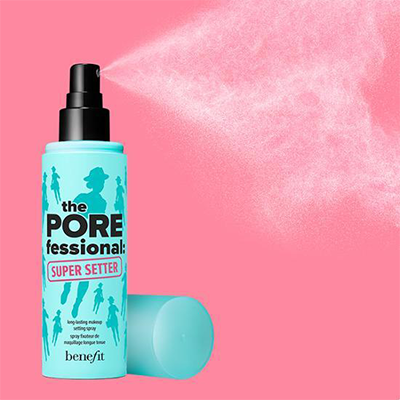 the
PORE
fessional:
SUPER SETTER
long-lasting makeup
setting spray
spray fixateur de
maquillage longue tenue
benefit